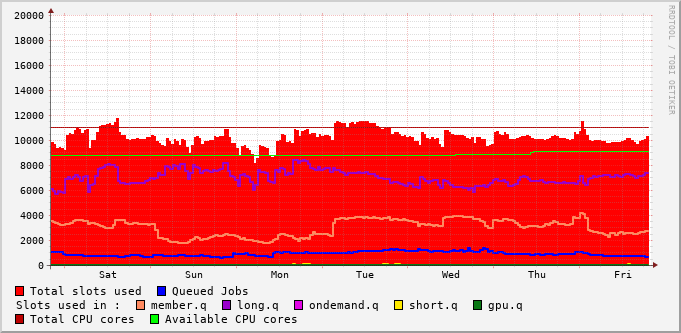 20000
18000
16000
14000
12000
10000
8000
6000
4000
2000
0
Sat Sun Mon Tue Wed Thu Fri
RRDTOOL / TOBI OETIKER
Total slots used Queued Jobs
Slots used in : member.q long.q ondemand.q short.q gpu.q
Total CPU cores Available CPU cores